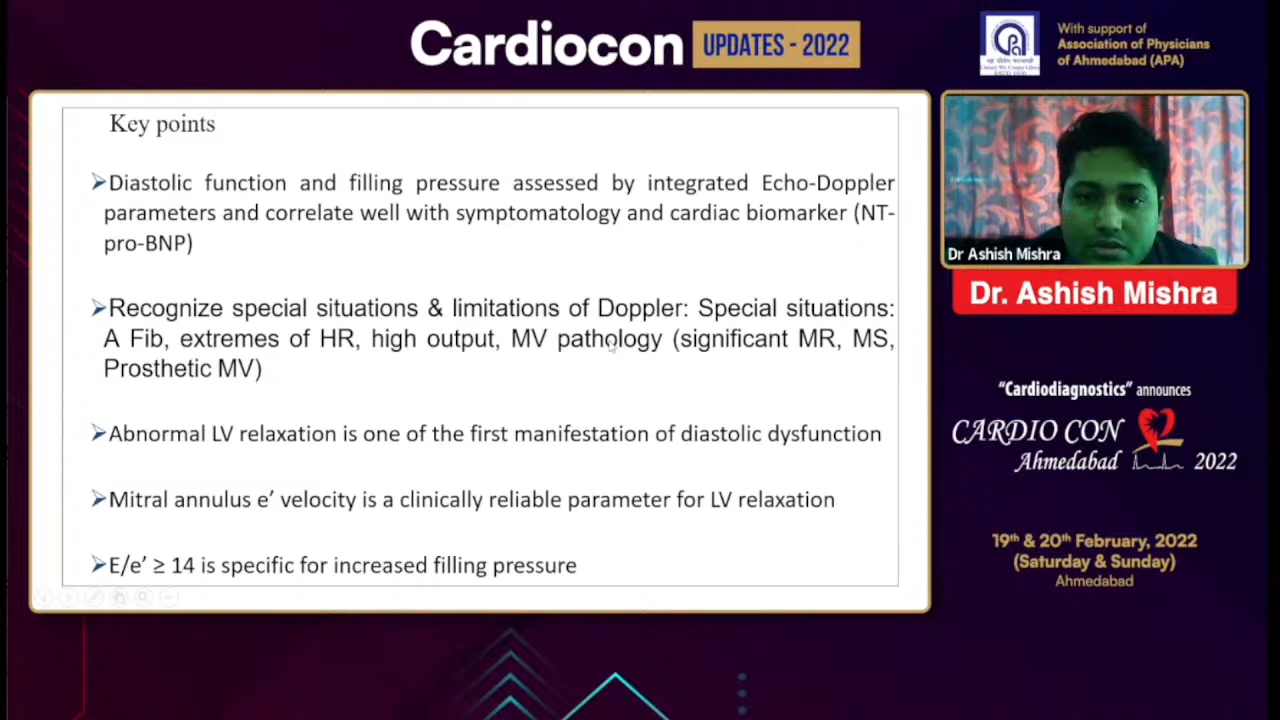 Cardiocon
UPDATES - 2022
With support of
Association of Physicians
of Ahmedabad (APA)
Key points
Diastolic function and filling pressure assessed by integrated Echo-Doppler
parameters and correlate well with symptomatology and cardiac biomarker (NT-
pro-BNP)
Recognize special situations & limitations of Doppler: Special situations:
A Fib, extremes of HR, high output, MV pathology (significant MR, MS,
Prosthetic MV)
Abnormal LV relaxation is one of the first manifestation of diastolic dysfunction
Mitral annulus e’ velocity is a clinically reliable parameter for LV relaxation
E/e’ ≥ 14 is specific for increased filling pressure
Dr Ashish Mishra
Dr. Ashish Mishra
“Cardiodiagnostics” announces
CARDIO CON
Ahmedabad 2022
19th & 20th February, 2022
(Saturday & Sunday)
Ahmedabad